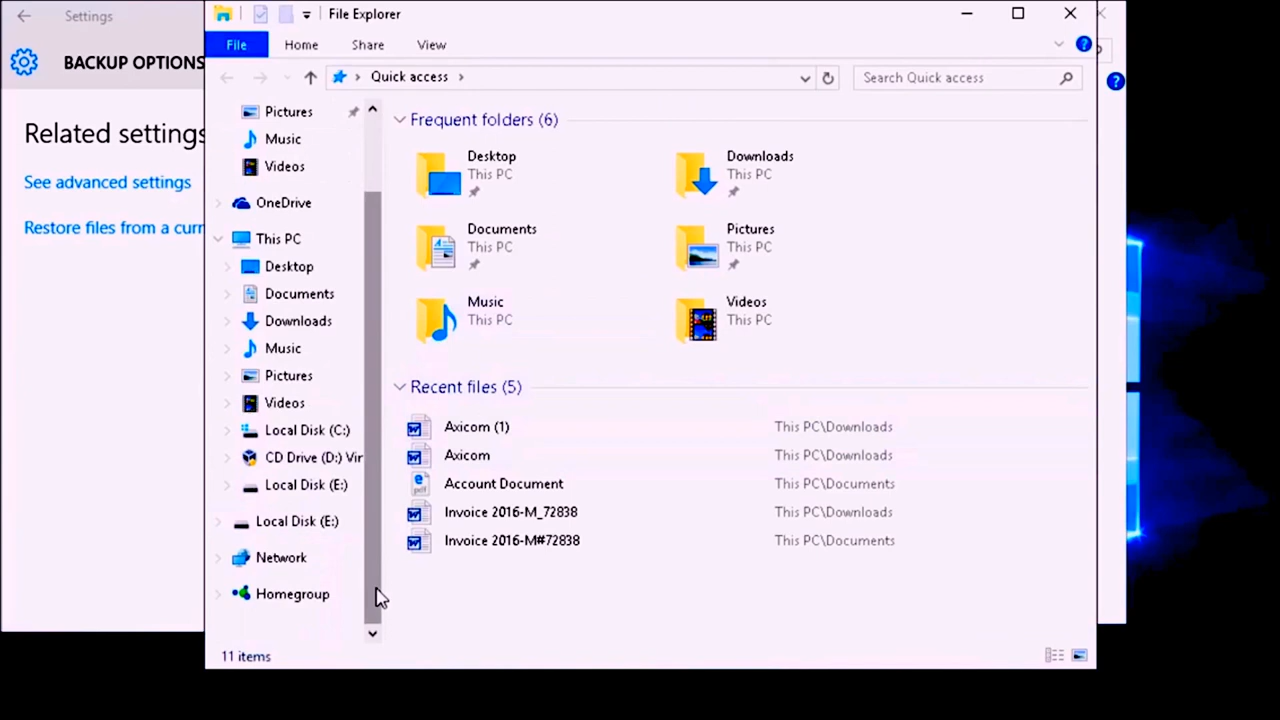 Settings
BACKUP OPTIONS
Related settings
See advanced settings
Restore files from a curr
File Explorer
File Home Share View
Quick access
Search Quick access
Pictures
Music
Videos
OneDrive
This PC
Desktop
Documents
Downloads
Music
Pictures
Videos
Local Disk (C:)
CD Drive (D:) Vir
Local Disk (E:)
Local Disk (E:)
Network
Homegroup
Frequent folders (6)
Desktop
This PC
Downloads
This PC
Documents
This PC
Pictures
This PC
Music
This PC
Videos
This PC
Recent files (5)
Axicom (1) This PC\Downloads
Axicom This PC\Downloads
Account Document This PC\Documents
Invoice 2016-M_72838 This PC\Downloads
Invoice 2016-M#72838 This PC\Documents
11 items